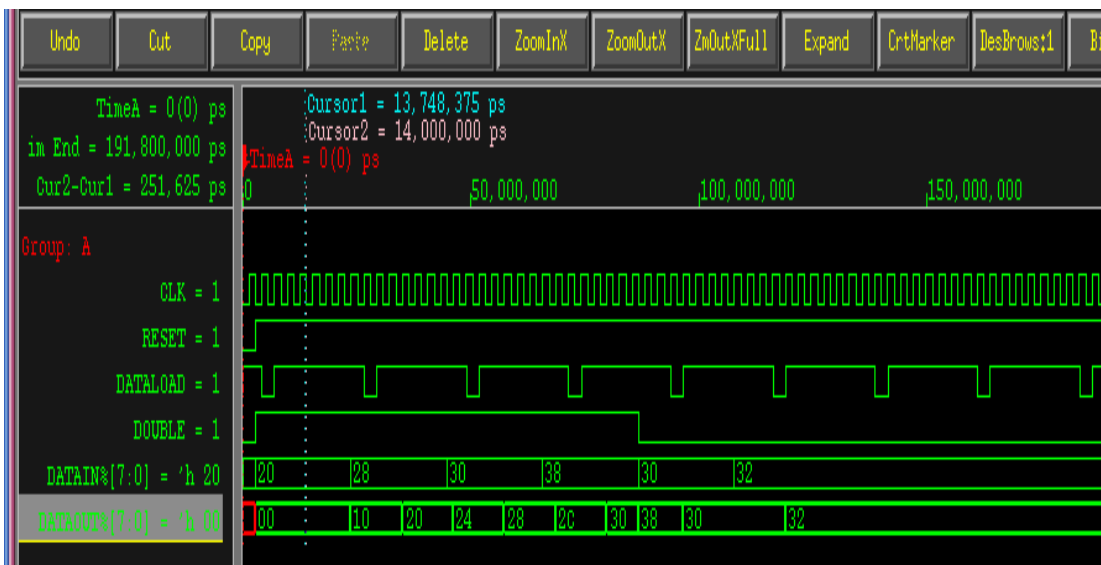 Undo Cut Copy Paste Delete ZoomInX ZoomOutX ZmOutXFull Expand CrtMarker DesBrows:1
TimeA = 0(0) ps
im End = 191,800,000 ps
Cur2-Cur1 = 251,625 ps
Cursor1 = 13,748,375 ps
Cursor2 = 14,000,000 ps
TimeA = 0(0) ps
0 50,000,000 100,000,000 150,000,000
Group: A
CLK = 1
RESET = 1
DATALOAD = 1
DOUBLE = 1
DATAIN%[7:0] = 'h 20 20 28 30 38 30 32
DATAOUT%[7:0] = 'h 00 00 10 20 24 28 2C 30 38 30 32